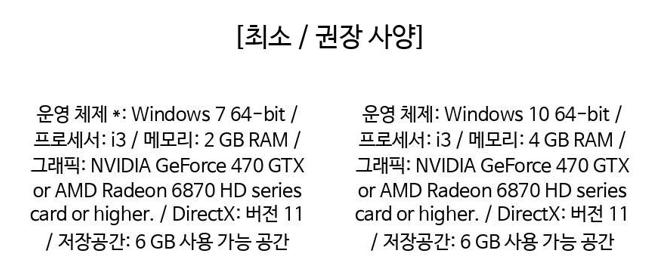 [최소 / 권장 사양]
운영 체제 *: Windows 7 64-bit /
프로세서: i3 / 메모리: 2 GB RAM /
그래픽: NVIDIA GeForce 470 GTX
or AMD Radeon 6870 HD series
card or higher. / DirectX: 버전 11
/ 저장공간: 6 GB 사용 가능 공간
운영 체제: Windows 10 64-bit /
프로세서: i3 / 메모리: 4 GB RAM /
그래픽: NVIDIA GeForce 470 GTX
or AMD Radeon 6870 HD series
card or higher. / DirectX: 버전 11
/ 저장공간: 6 GB 사용 가능 공간